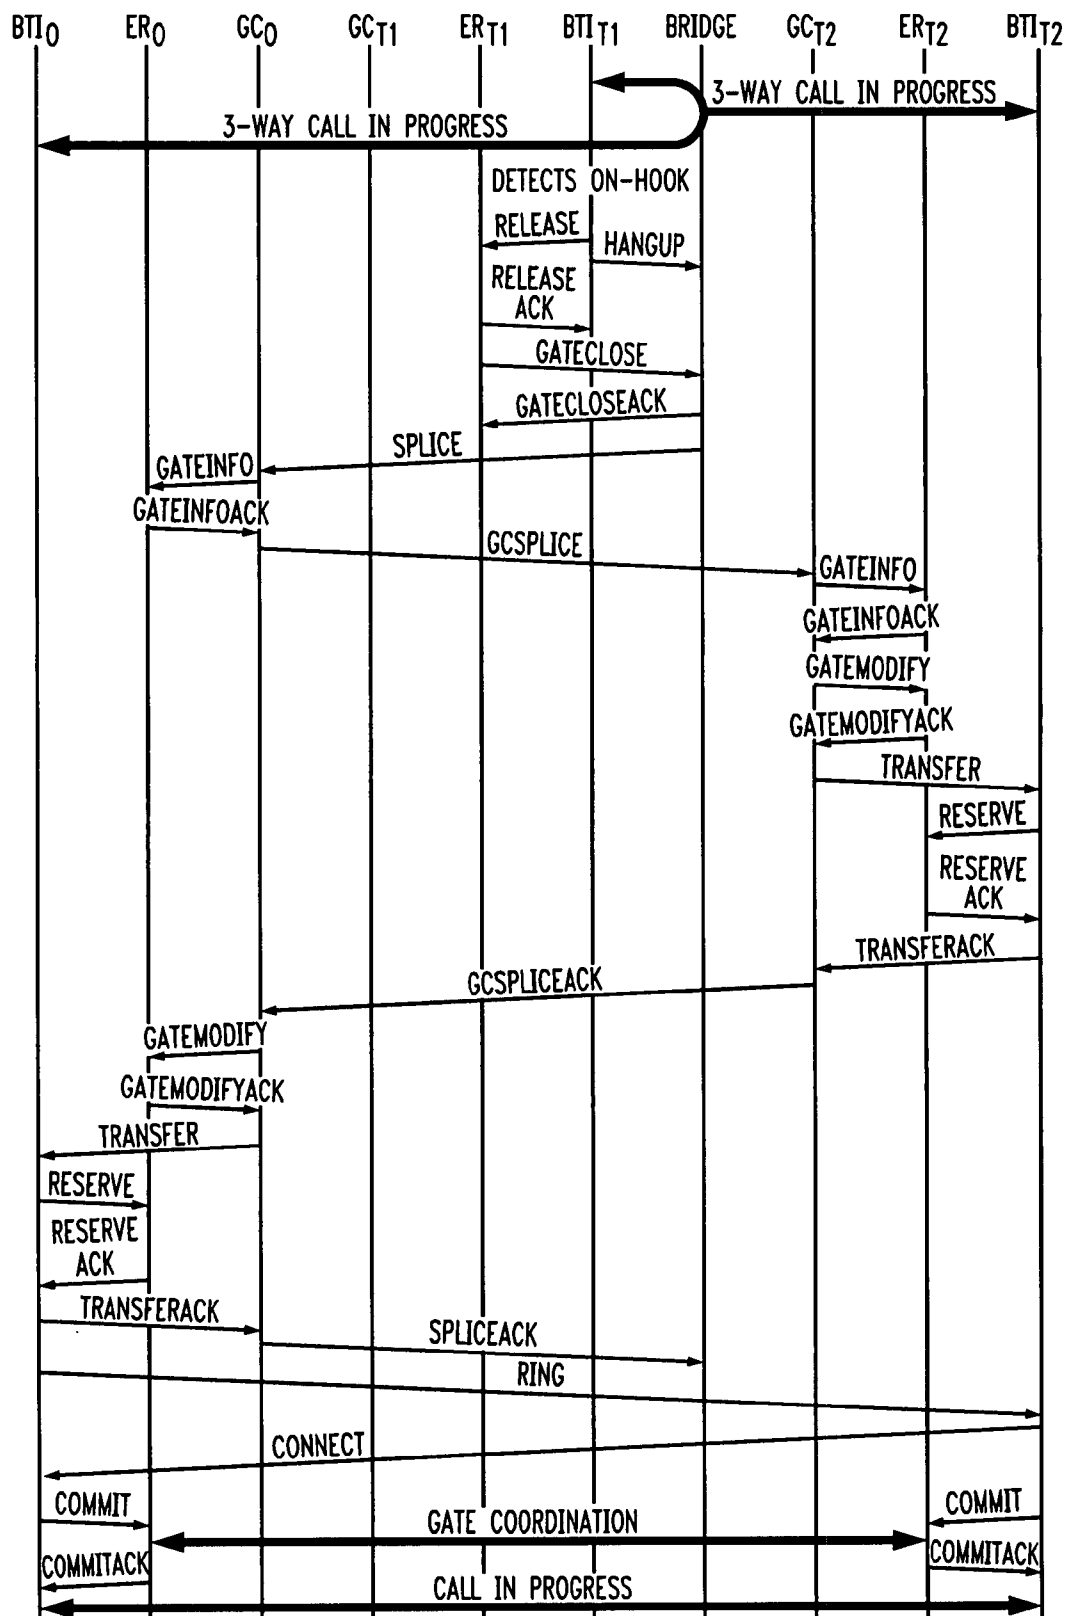 BTIO ERO GCO GCT1 ERT1 BTIT1 BRIDGE GCT2 ERT2 BTIT2
3-WAY CALL IN PROGRESS
3-WAY CALL IN PROGRESS
DETECTS ON-HOOK
RELEASE
HANGUP
RELEASE
ACK
GATECLOSE
GATECLOSEACK
SPLICE
GATEINFO
GATEINFOACK
GCSPLICE
GATEINFO
GATEINFOACK
GATEMODIFY
GATEMODIFYACK
TRANSFER
RESERVE
RESERVE
ACK
TRANSFERACK
GCSPLICEACK
GATEMODIFY
GATEMODIFYACK
TRANSFER
RESERVE
RESERVE
ACK
TRANSFERACK
SPLICEACK
RING
CONNECT
COMMIT
COMMIT
GATE COORDINATION
COMMITACK
COMMITACK
CALL IN PROGRESS